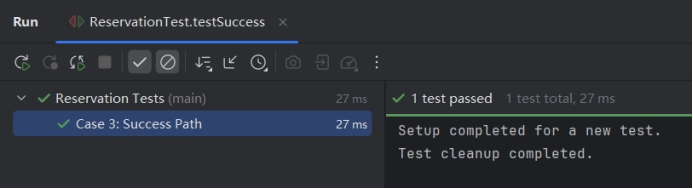 Run
ReservationTest.testSuccess
Reservation Tests (main) 27 ms
Case 3: Success Path 27 ms
1 test passed 1 test total, 27 ms
Setup completed for a new test.
Test cleanup completed.